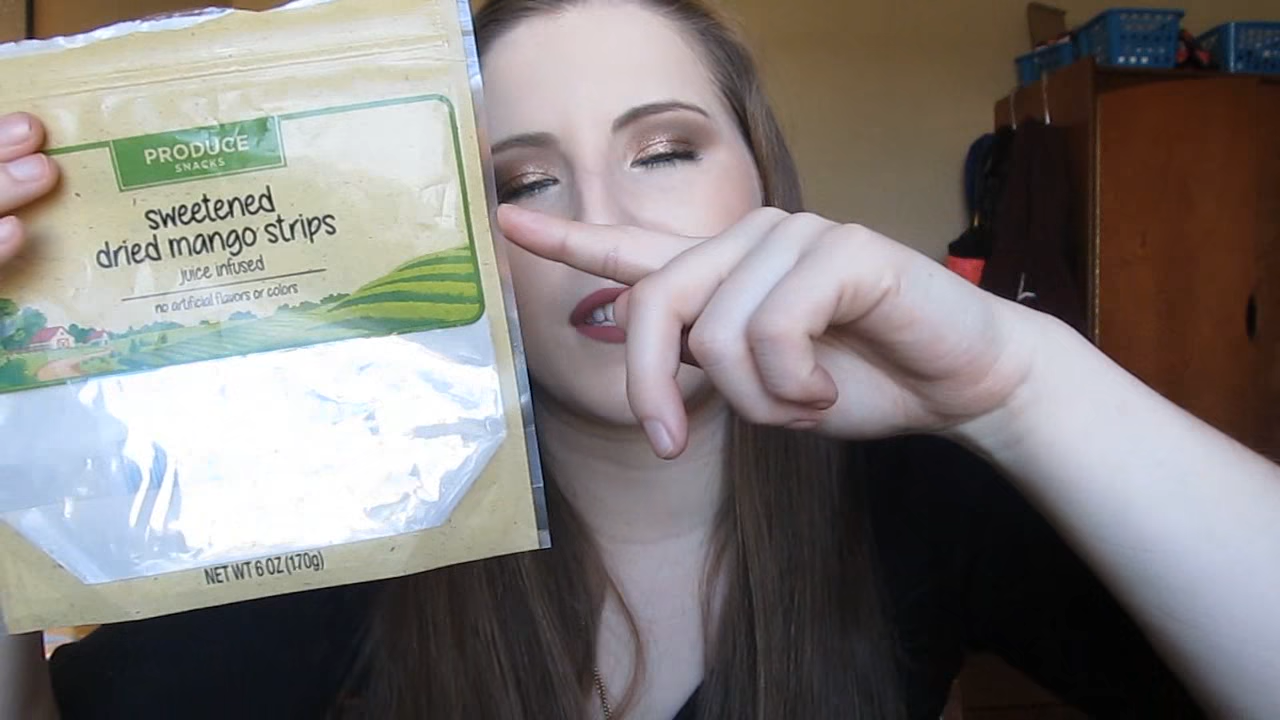 PRODUCE
SNACKS
sweetened
dried mango strips
juice infused
no artificial flavors or colors
NET WT 6 OZ (170g)